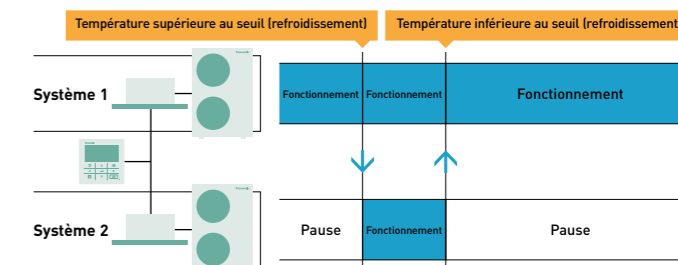 Température supérieure au seuil (refroidissement) Température inférieure au seuil (refroidissement
Système 1 Fonctionnement Fonctionnement Fonctionnement
Système 2 Pause Fonctionnement Pause